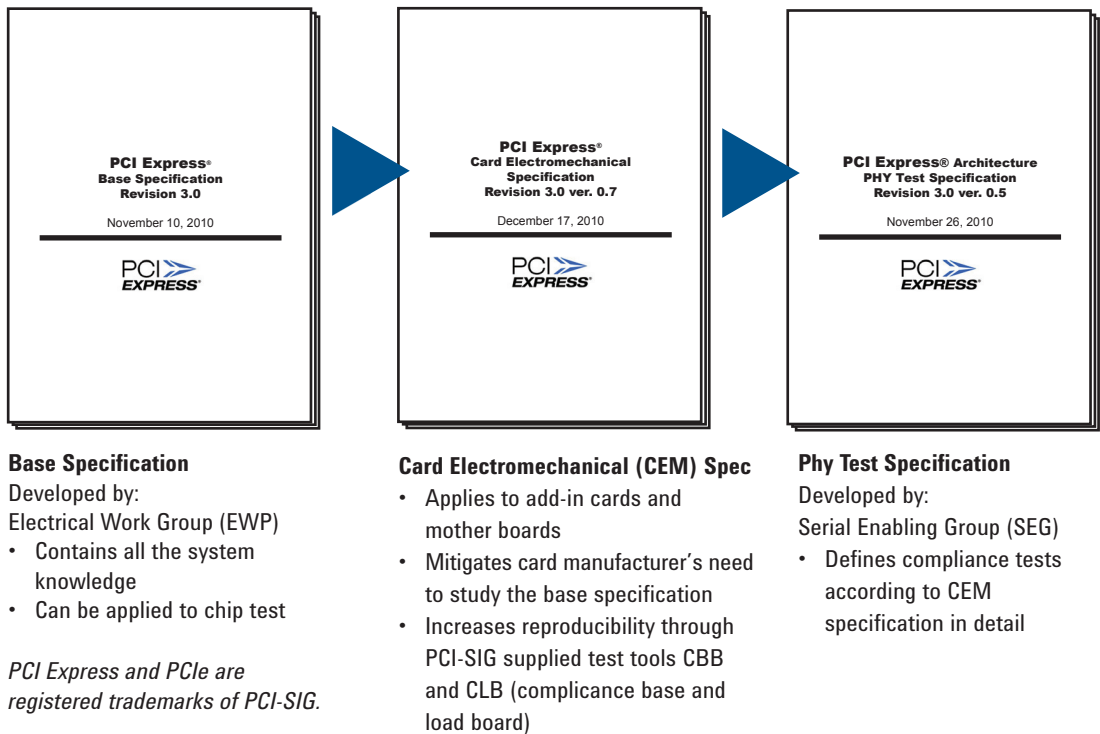 PCI Express®
Base Specification
Revision 3.0
November 10, 2010
PCI
EXPRESS®
PCI Express®
Card Electromechanical
Specification
Revision 3.0 ver. 0.7
December 17, 2010
PCI
EXPRESS®
PCI Express® Architecture
PHY Test Specification
Revision 3.0 ver. 0.5
November 26, 2010
PCI
EXPRESS®
Base Specification
Developed by:
Electrical Work Group (EWP)
• Contains all the system
knowledge
• Can be applied to chip test
PCI Express and PCIe are
registered trademarks of PCI-SIG.
Card Electromechanical (CEM) Spec
• Applies to add-in cards and
mother boards
• Mitigates card manufacturer's need
to study the base specification
• Increases reproducibility through
PCI-SIG supplied test tools CBB
and CLB (complicance base and
load board)
Phy Test Specification
Developed by:
Serial Enabling Group (SEG)
• Defines compliance tests
according to CEM
specification in detail